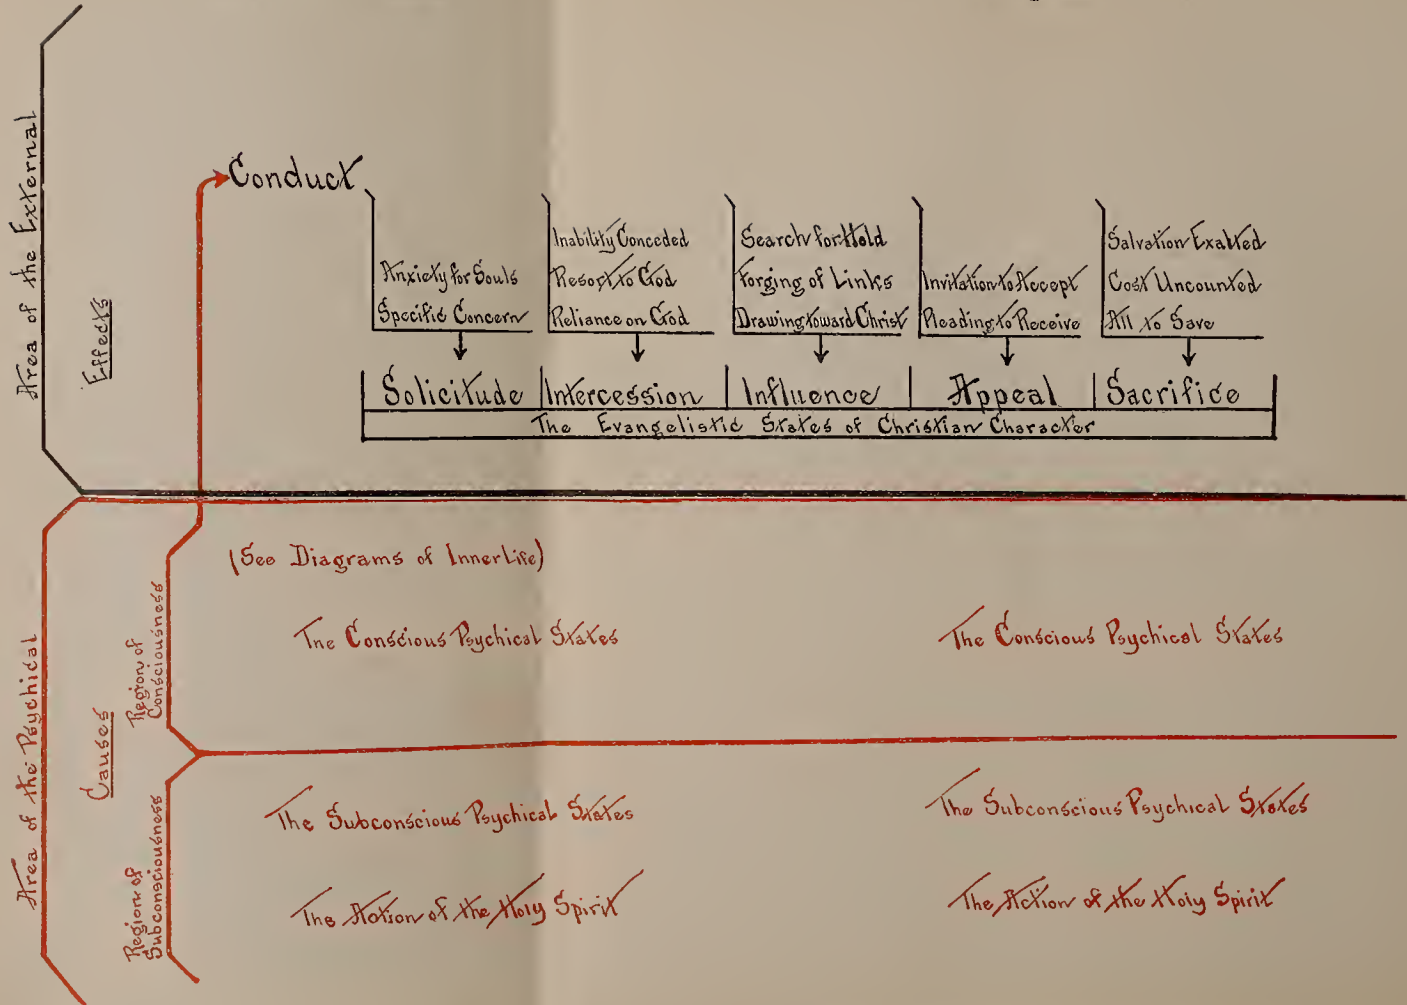 Area of the External
Effects
Conduct
Anxiety for Souls
Specific Concern
Inability Conceded
Resort to God
Reliance on God
Search for Hold
Forging of Links
Drawing toward Christ
Invitation to Accept
Pleading to Receive
Salvation Exalted
Cost Uncounted
All to Save
Solicitude
Intercession
Influence
Appeal
Sacrifice
The Evangelistic States of Christian Character
Area of the Psychical
Causes
Region of
Consciousness
(See Diagrams of Inner Life)
The Conscious Psychical States
The Conscious Psychical States
Region of
Subconsciousness
The Subconscious Psychical States
The Subconscious Psychical States
The Action of the Holy Spirit
The Action of the Holy Spirit